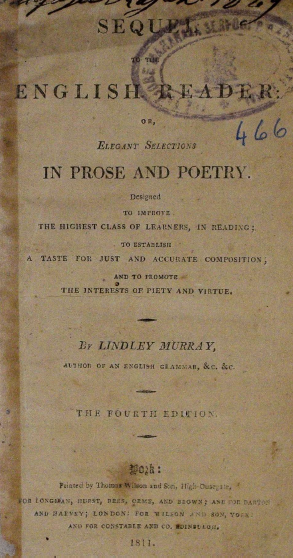 SEQUEL
TO THE
ENGLISH READER:
OR,
ELEGANT SELECTIONS
IN PROSE AND POETRY.
Designed
TO IMPROVE
THE HIGHEST CLASS OF LEARNERS, IN READING;
TO ESTABLISH
A TASTE FOR JUST AND ACCURATE COMPOSITION;
AND TO PROMOTE
THE INTERESTS OF PIETY AND VIRTUE.
466
BY LINDLEY MURRAY,
AUTHOR OF AN ENGLISH GRAMMAR, &C. &C.
THE FOURTH EDITION.
York:
Printed by Thomas Wilson and Son, High-Ousegate,
FOR LONGMAN, HURST, REES, ORME, AND BROWN; AND FOR DARTON
AND HARVEY; LONDON: FOR WILSON AND SON, YORK:
AND FOR CONSTABLE AND CO. EDINBURGH.
1811.